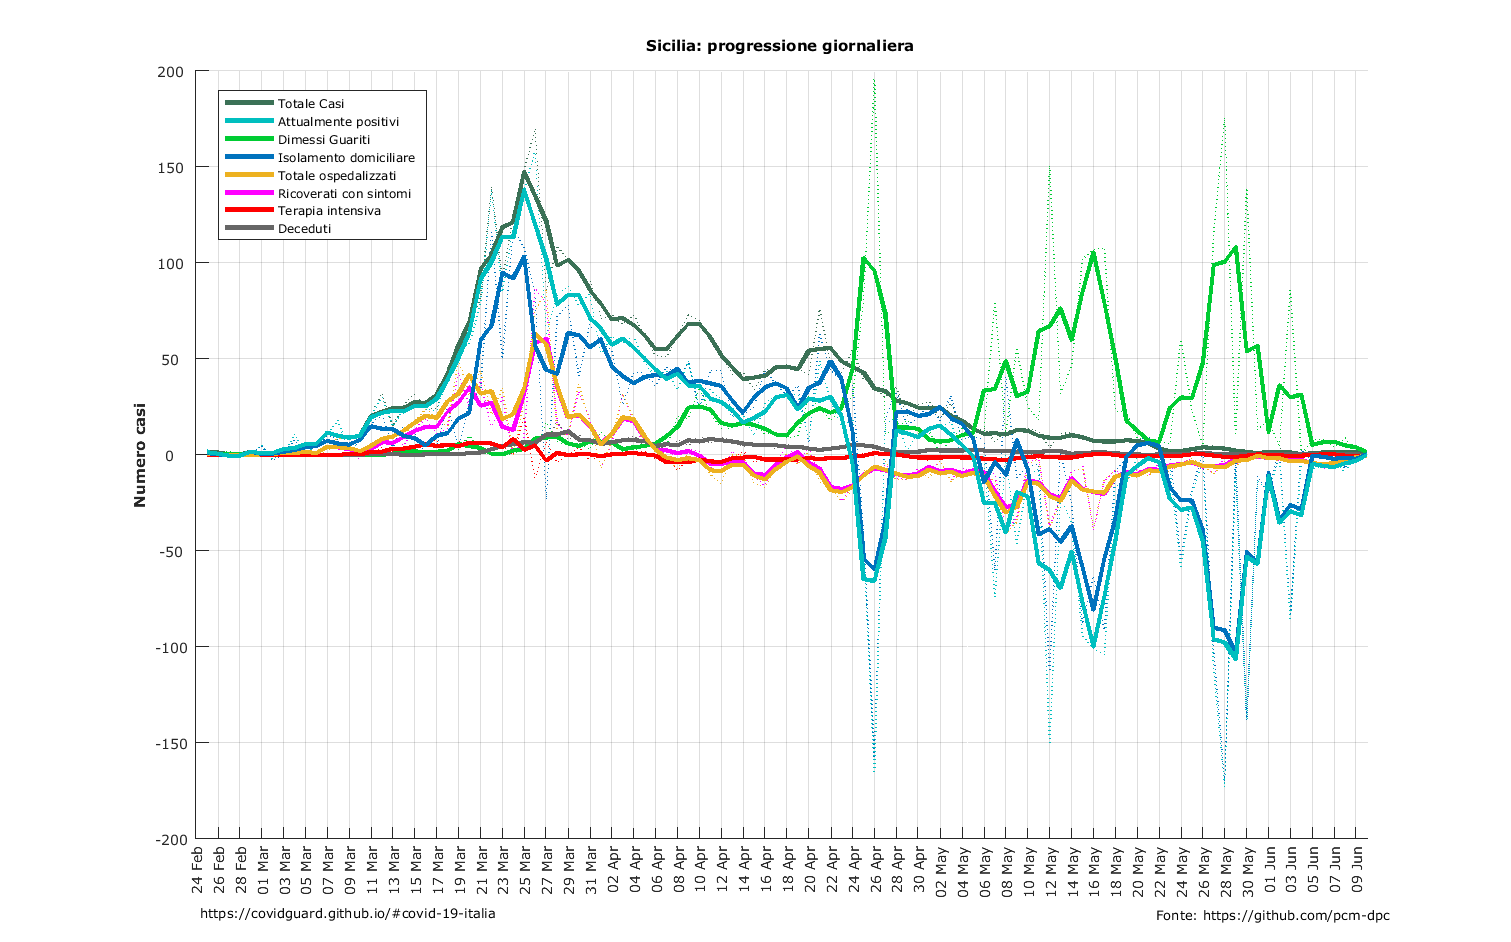 Sicilia: progressione giornaliera
Numero casi
200
150
100
50
0
-50
-100
-150
-200
Totale Casi
Attualmente positivi
Dimessi Guariti
Isolamento domiciliare
Totale ospedalizzati
Ricoverati con sintomi
Terapia intensiva
Deceduti
24 Feb
26 Feb
28 Feb
01 Mar
03 Mar
05 Mar
07 Mar
09 Mar
11 Mar
13 Mar
15 Mar
17 Mar
19 Mar
21 Mar
23 Mar
25 Mar
27 Mar
29 Mar
31 Mar
02 Apr
04 Apr
06 Apr
08 Apr
10 Apr
12 Apr
14 Apr
16 Apr
18 Apr
20 Apr
22 Apr
24 Apr
26 Apr
28 Apr
30 Apr
02 May
04 May
06 May
08 May
10 May
12 May
14 May
16 May
18 May
20 May
22 May
24 May
26 May
28 May
30 May
01 Jun
03 Jun
05 Jun
07 Jun
09 Jun
https://covidguard.github.io/#covid-19-italia
Fonte: https://github.com/pcm-dpc